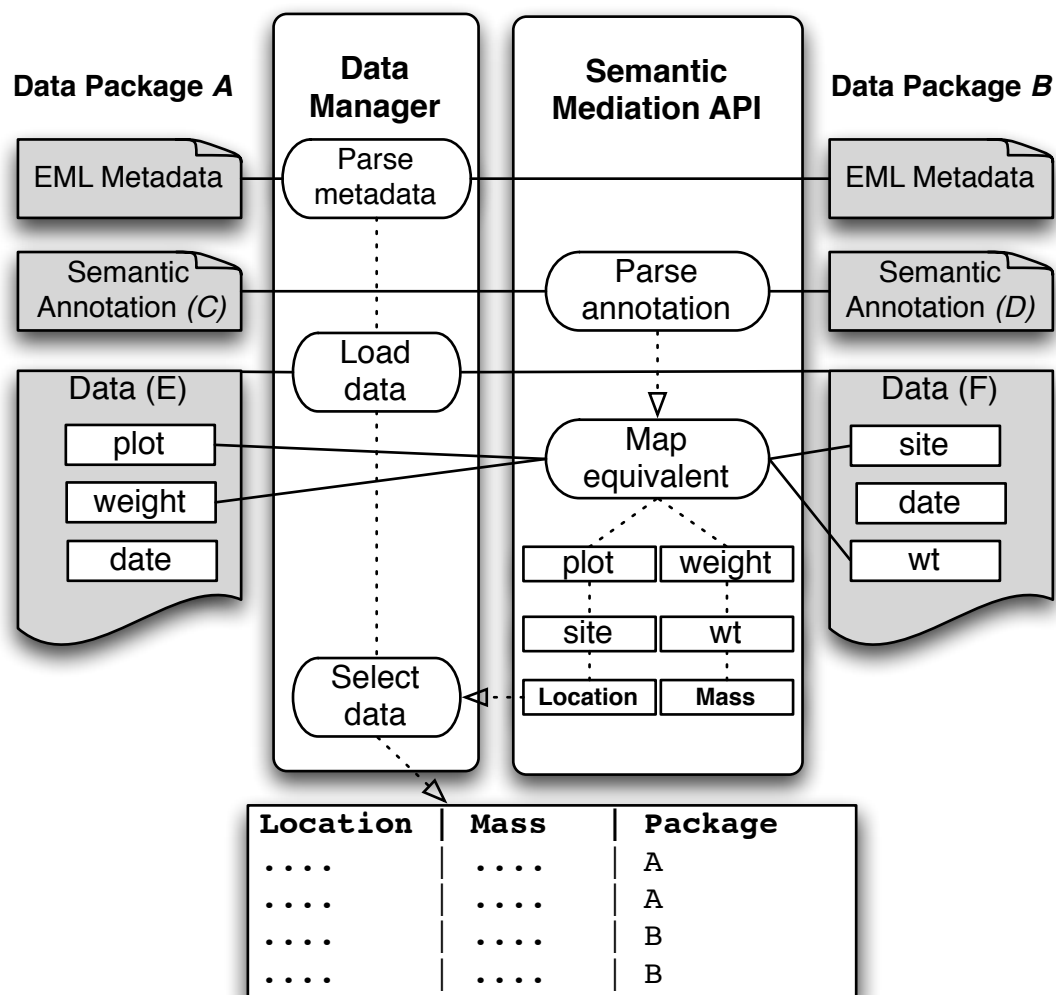 Data Package A
Data
Manager
Semantic
Mediation API
Data Package B
EML Metadata
Parse
metadata
EML Metadata
Semantic
Annotation (C)
Parse
annotation
Semantic
Annotation (D)
Load
data
Data (E)
plot
weight
date
Map
equivalent
Data (F)
site
date
wt
plot
weight
site
wt
Location
Mass
Select
data
Location | Mass | Package
.... | .... | A
.... | .... | A
.... | .... | B
.... | .... | B